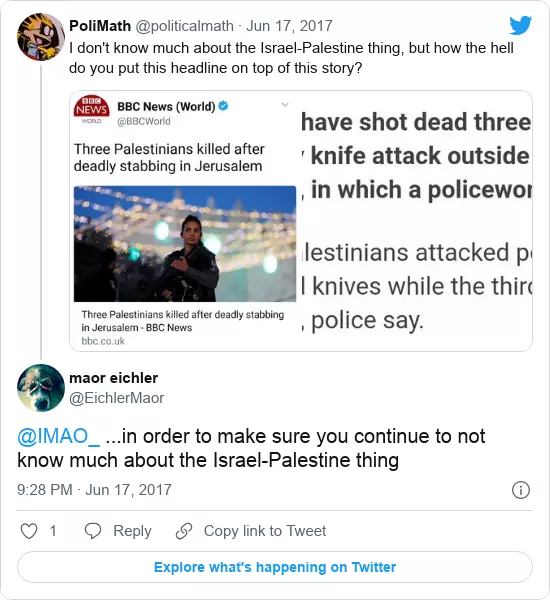 PoliMath @politicalmath · Jun 17, 2017
I don't know much about the Israel-Palestine thing, but how the hell
do you put this headline on top of this story?
BBC
NEWS
WORLD
BBC News (World)
@BBCWorld
Three Palestinians killed after
deadly stabbing in Jerusalem
Three Palestinians killed after deadly stabbing
in Jerusalem - BBC News
bbc.co.uk
have shot dead three
knife attack outside
, in which a policewor
lestinians attacked p
knives while the thir
, police say.
maor eichler
@EichlerMaor
@IMAO_ ...in order to make sure you continue to not
know much about the Israel-Palestine thing
9:28 PM · Jun 17, 2017
1 Reply Copy link to Tweet
Explore what's happening on Twitter